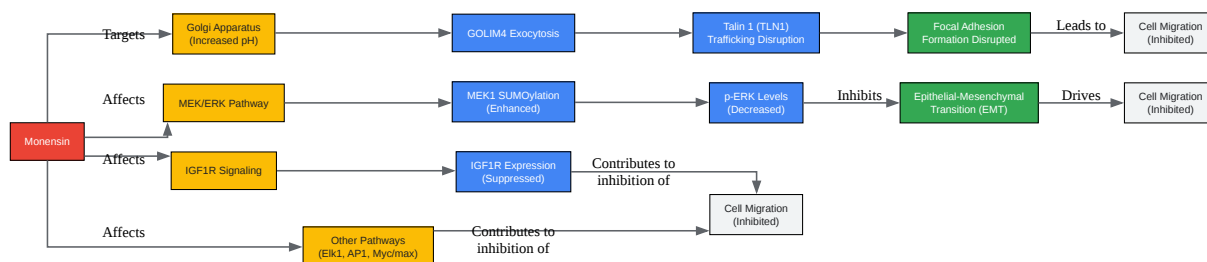 Targets
Golgi Apparatus
(Increased pH)
GOLIM4 Exocytosis
Talin 1 (TLN1)
Trafficking Disruption
Focal Adhesion
Formation Disrupted
Leads to
Cell Migration
(Inhibited)
Affects
MEK/ERK Pathway
MEK1 SUMOylation
(Enhanced)
p-ERK Levels
(Decreased)
Inhibits
Epithelial-Mesenchymal
Transition (EMT)
Drives
Cell Migration
(Inhibited)
Monensin
Affects
IGF1R Signaling
IGF1R Expression
(Suppressed)
Contributes to
inhibition of
Cell Migration
(Inhibited)
Affects
Other Pathways
(Elk1, AP1, Myc/max)
Contributes to
inhibition of